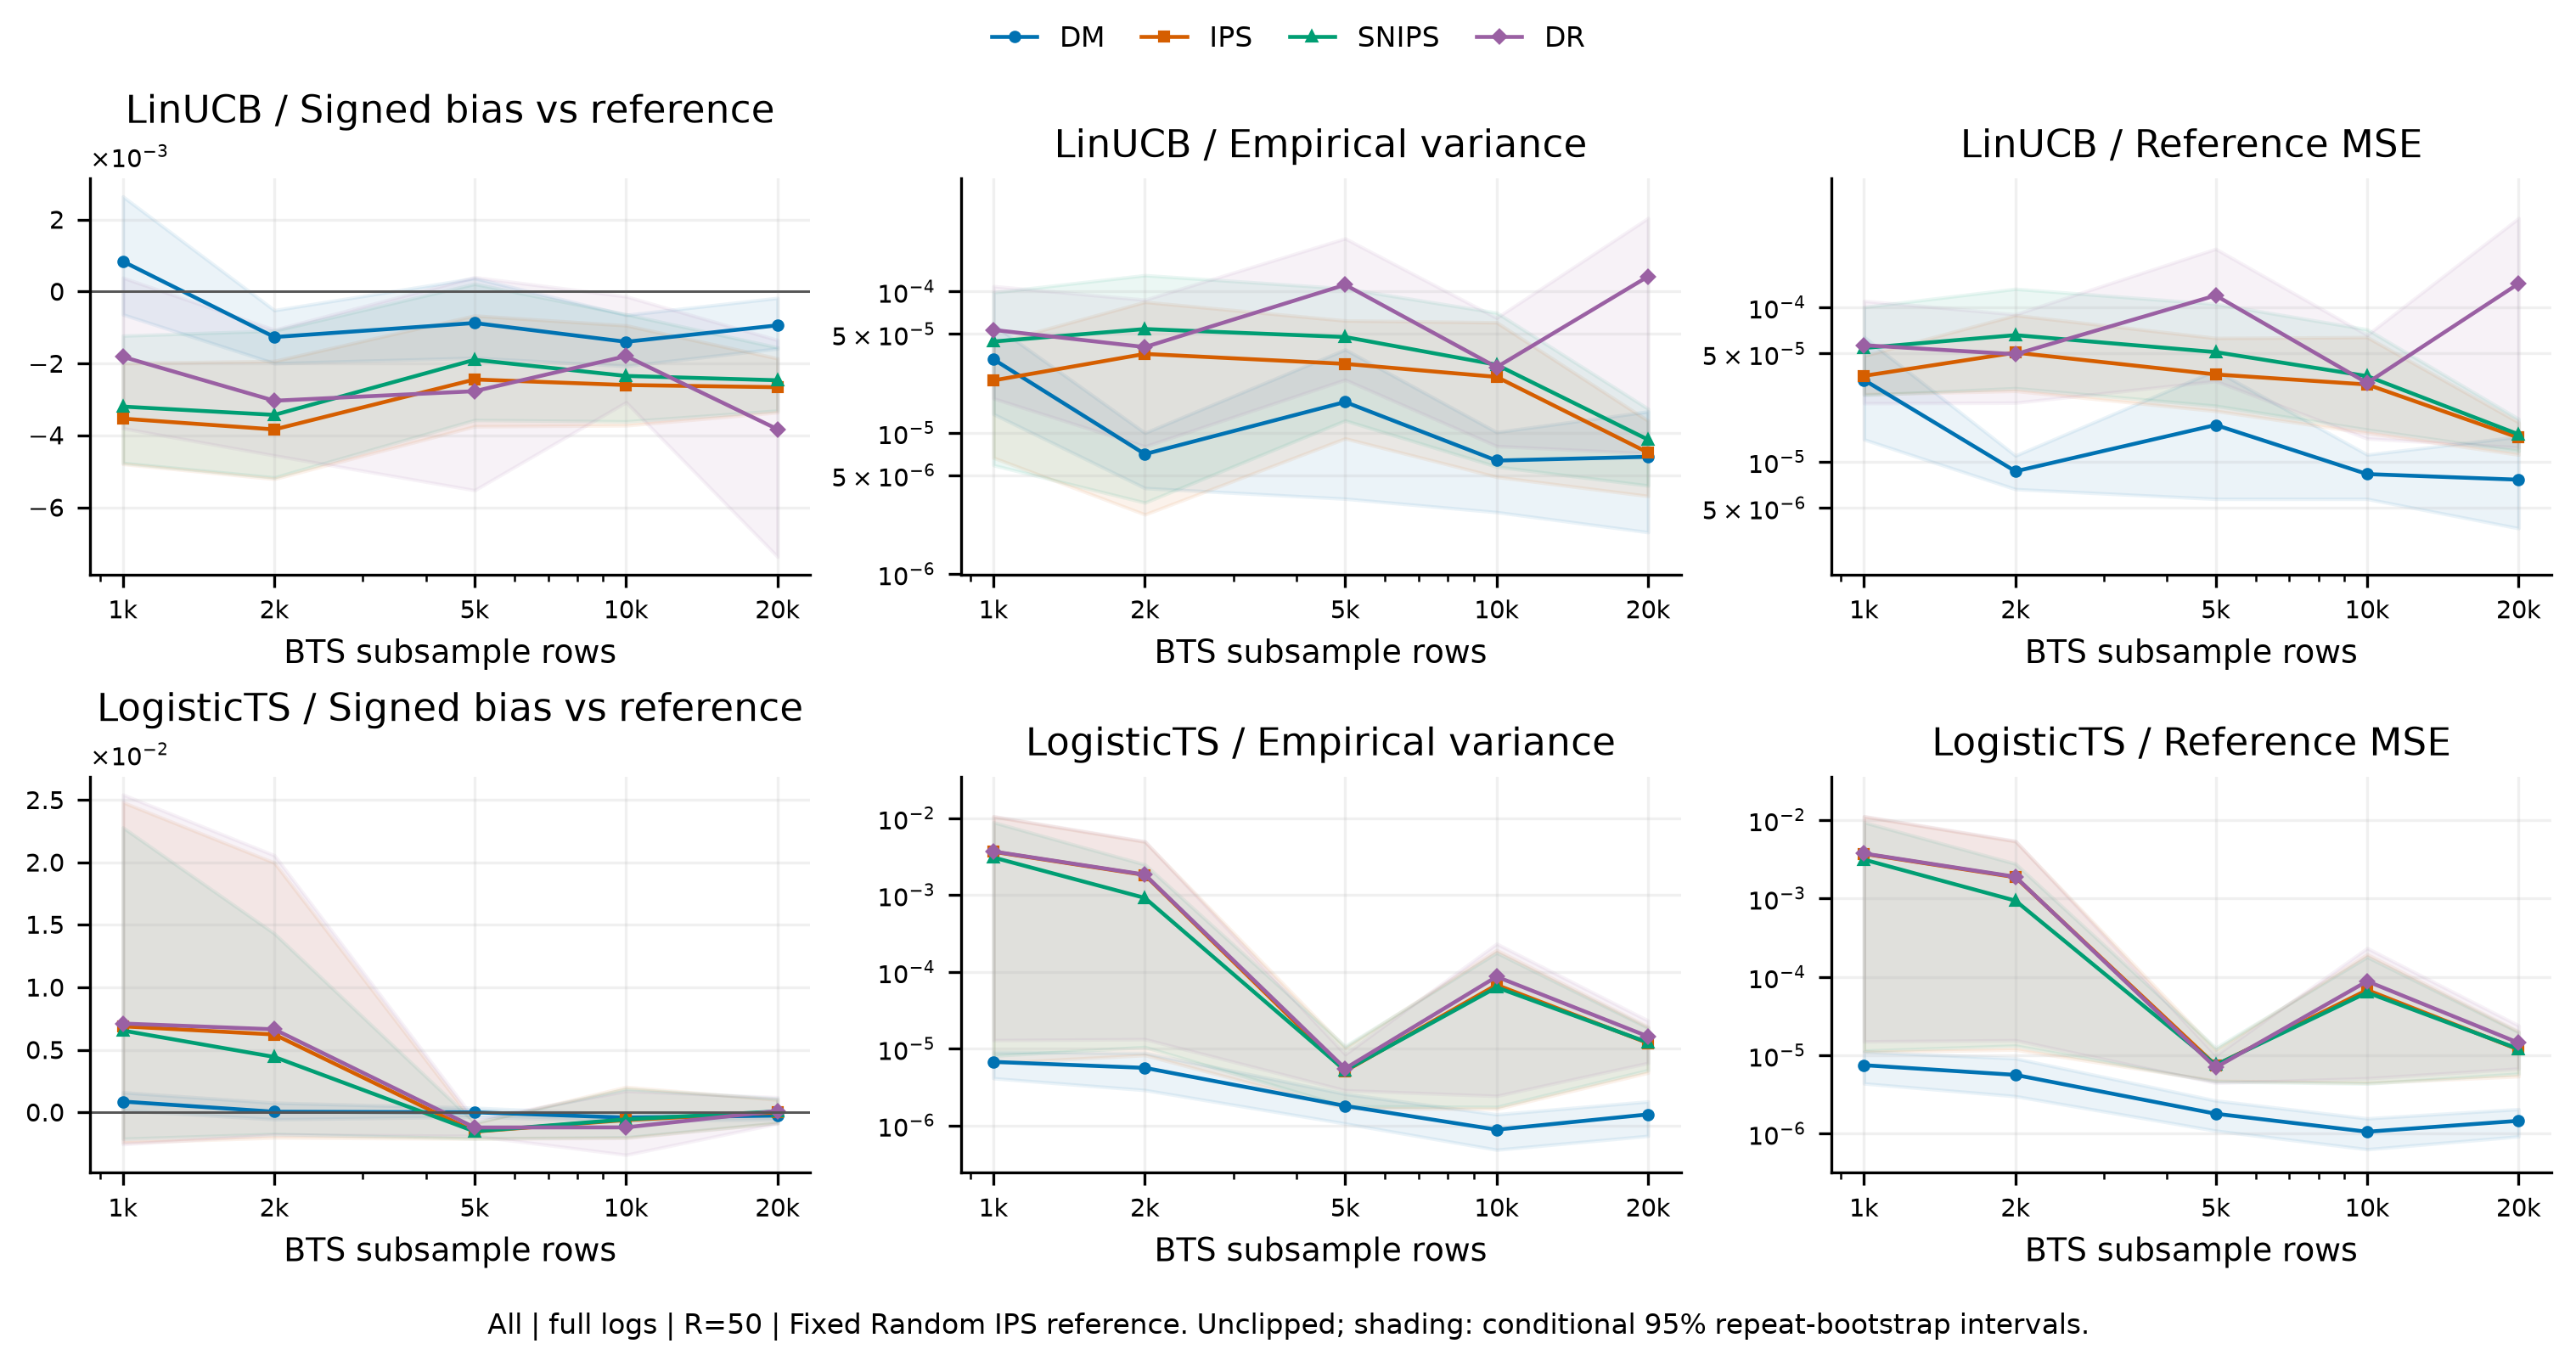 DM IPS SNIPS DR
LinUCB / Signed bias vs reference
×10⁻³
2
0
−2
−4
−6
1k 2k 5k 10k 20k
BTS subsample rows
LinUCB / Empirical variance
10⁻⁴
5 × 10⁻⁵
10⁻⁵
5 × 10⁻⁶
10⁻⁶
1k 2k 5k 10k 20k
BTS subsample rows
LinUCB / Reference MSE
10⁻⁴
5 × 10⁻⁵
10⁻⁵
5 × 10⁻⁶
1k 2k 5k 10k 20k
BTS subsample rows
LogisticTS / Signed bias vs reference
×10⁻²
2.5
2.0
1.5
1.0
0.5
0.0
1k 2k 5k 10k 20k
BTS subsample rows
LogisticTS / Empirical variance
10⁻²
10⁻³
10⁻⁴
10⁻⁵
10⁻⁶
1k 2k 5k 10k 20k
BTS subsample rows
LogisticTS / Reference MSE
10⁻²
10⁻³
10⁻⁴
10⁻⁵
10⁻⁶
1k 2k 5k 10k 20k
BTS subsample rows
All | full logs | R=50 | Fixed Random IPS reference. Unclipped; shading: conditional 95% repeat-bootstrap intervals.